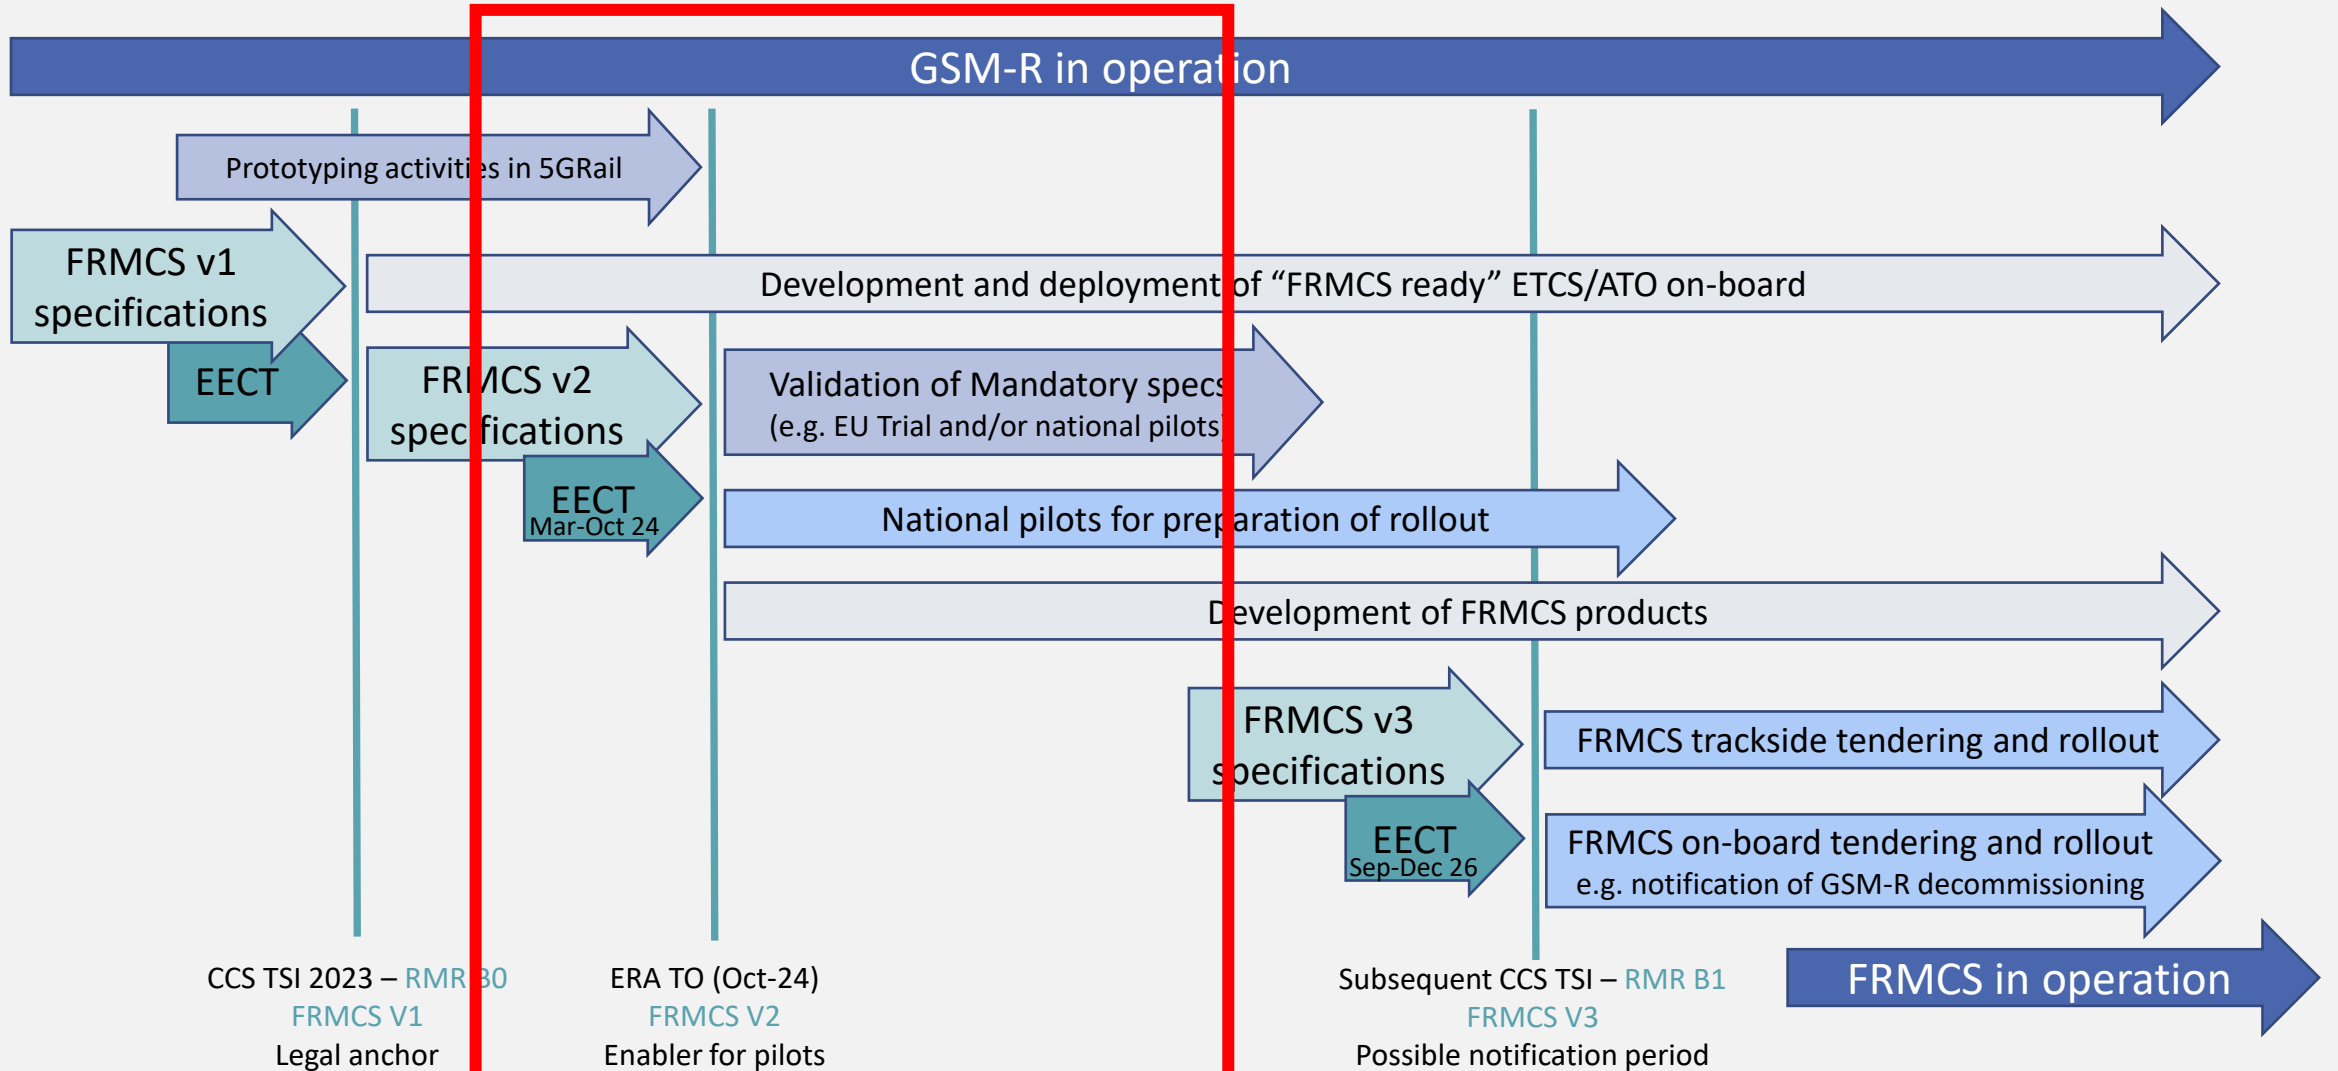 GSM-R in operation
Prototyping activities in 5GRail
FRMCS v1
specifications
EECT
Development and deployment of “FRMCS ready” ETCS/ATO on-board
FRMCS v2
specifications
EECT
Mar-Oct 24
Validation of Mandatory specs
(e.g. EU Trial and/or national pilots)
National pilots for preparation of rollout
Development of FRMCS products
FRMCS v3
specifications
EECT
Sep-Dec 26
FRMCS trackside tendering and rollout
FRMCS on-board tendering and rollout
e.g. notification of GSM-R decommissioning
FRMCS in operation
CCS TSI 2023 – RMR B0
FRMCS V1
Legal anchor
ERA TO (Oct-24)
FRMCS V2
Enabler for pilots
Subsequent CCS TSI – RMR B1
FRMCS V3
Possible notification period